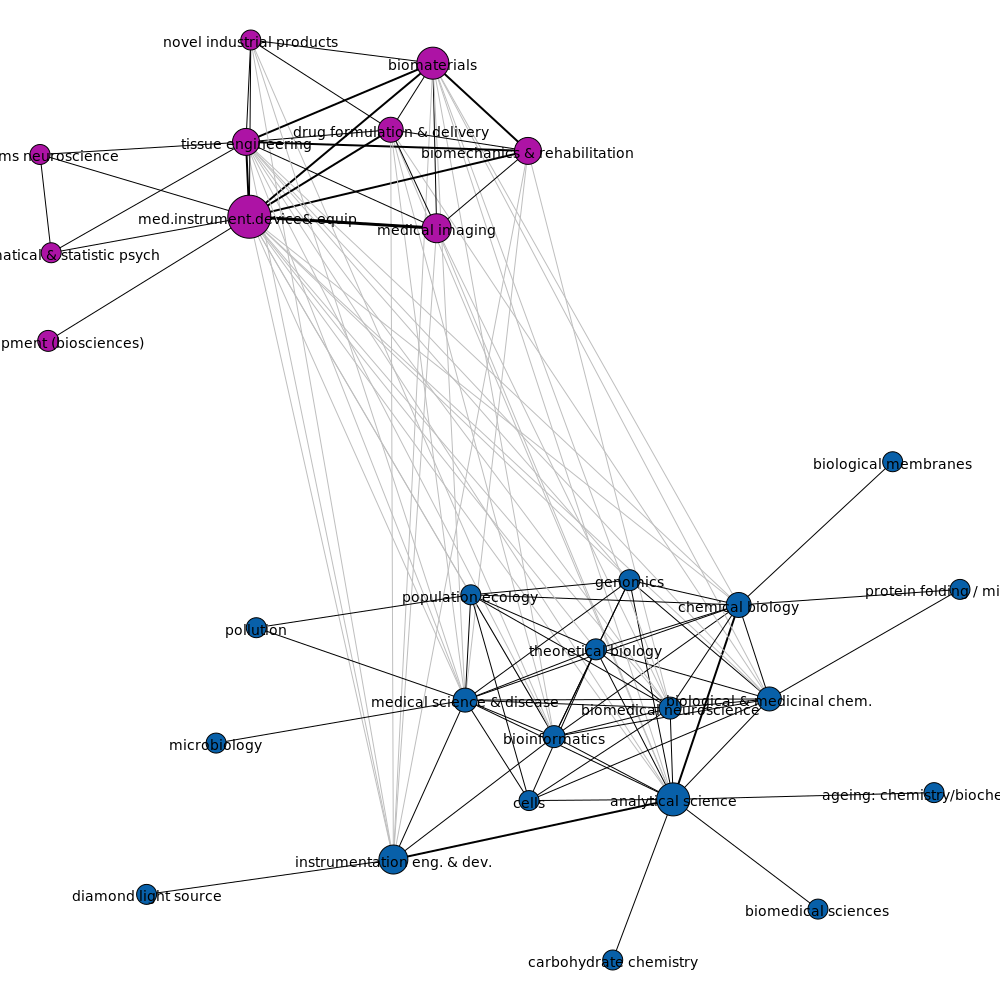 novel industrial products
biomaterials
drug formulation & delivery
tissue engineering
biomechanics & rehabilitation
ms neuroscience
med.instrument.device& equip
medical imaging
natical & statistic psych
pment (biosciences)
biological membranes
genomics
protein folding / mi
population ecology
chemical biology
pollution
theoretical biology
medical science & disease
biological & medicinal chem.
biomedical neuroscience
bioinformatics
microbiology
cells
analytical science
ageing: chemistry/bioche
instrumentation eng. & dev.
diamond light source
biomedical sciences
carbohydrate chemistry